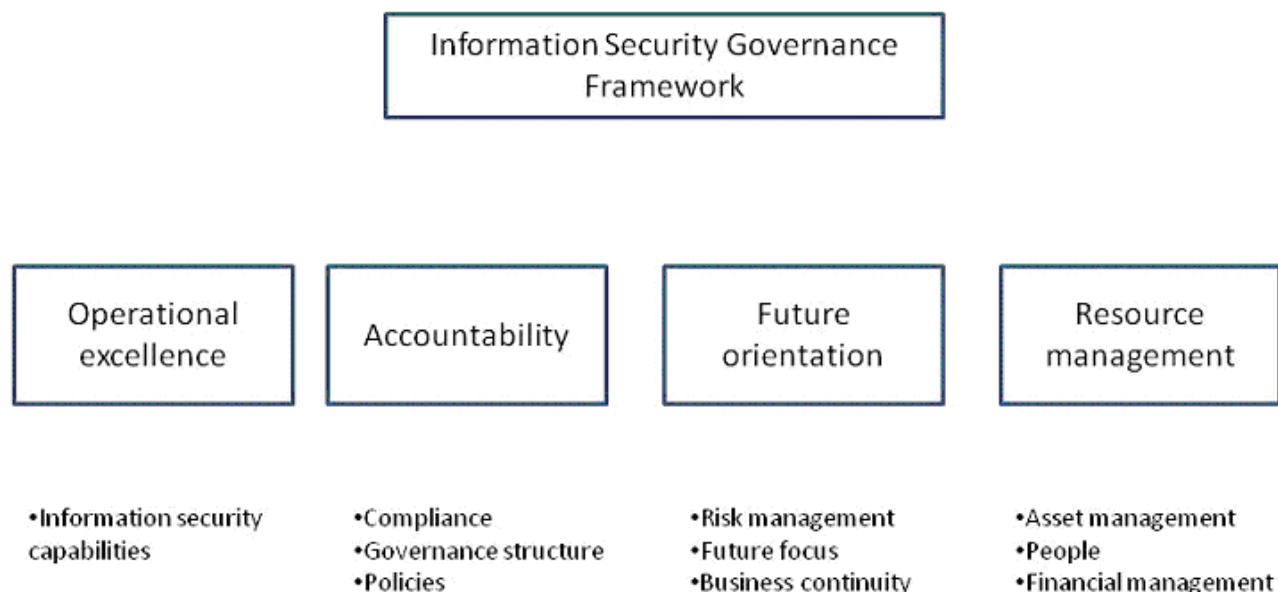 Information Security Governance
Framework
Operational
excellence
Accountability
Future
orientation
Resource
management
•Information security
capabilities
•Compliance
•Governance structure
•Policies
•Risk management
•Future focus
•Business continuity
•Asset management
•People
•Financial management